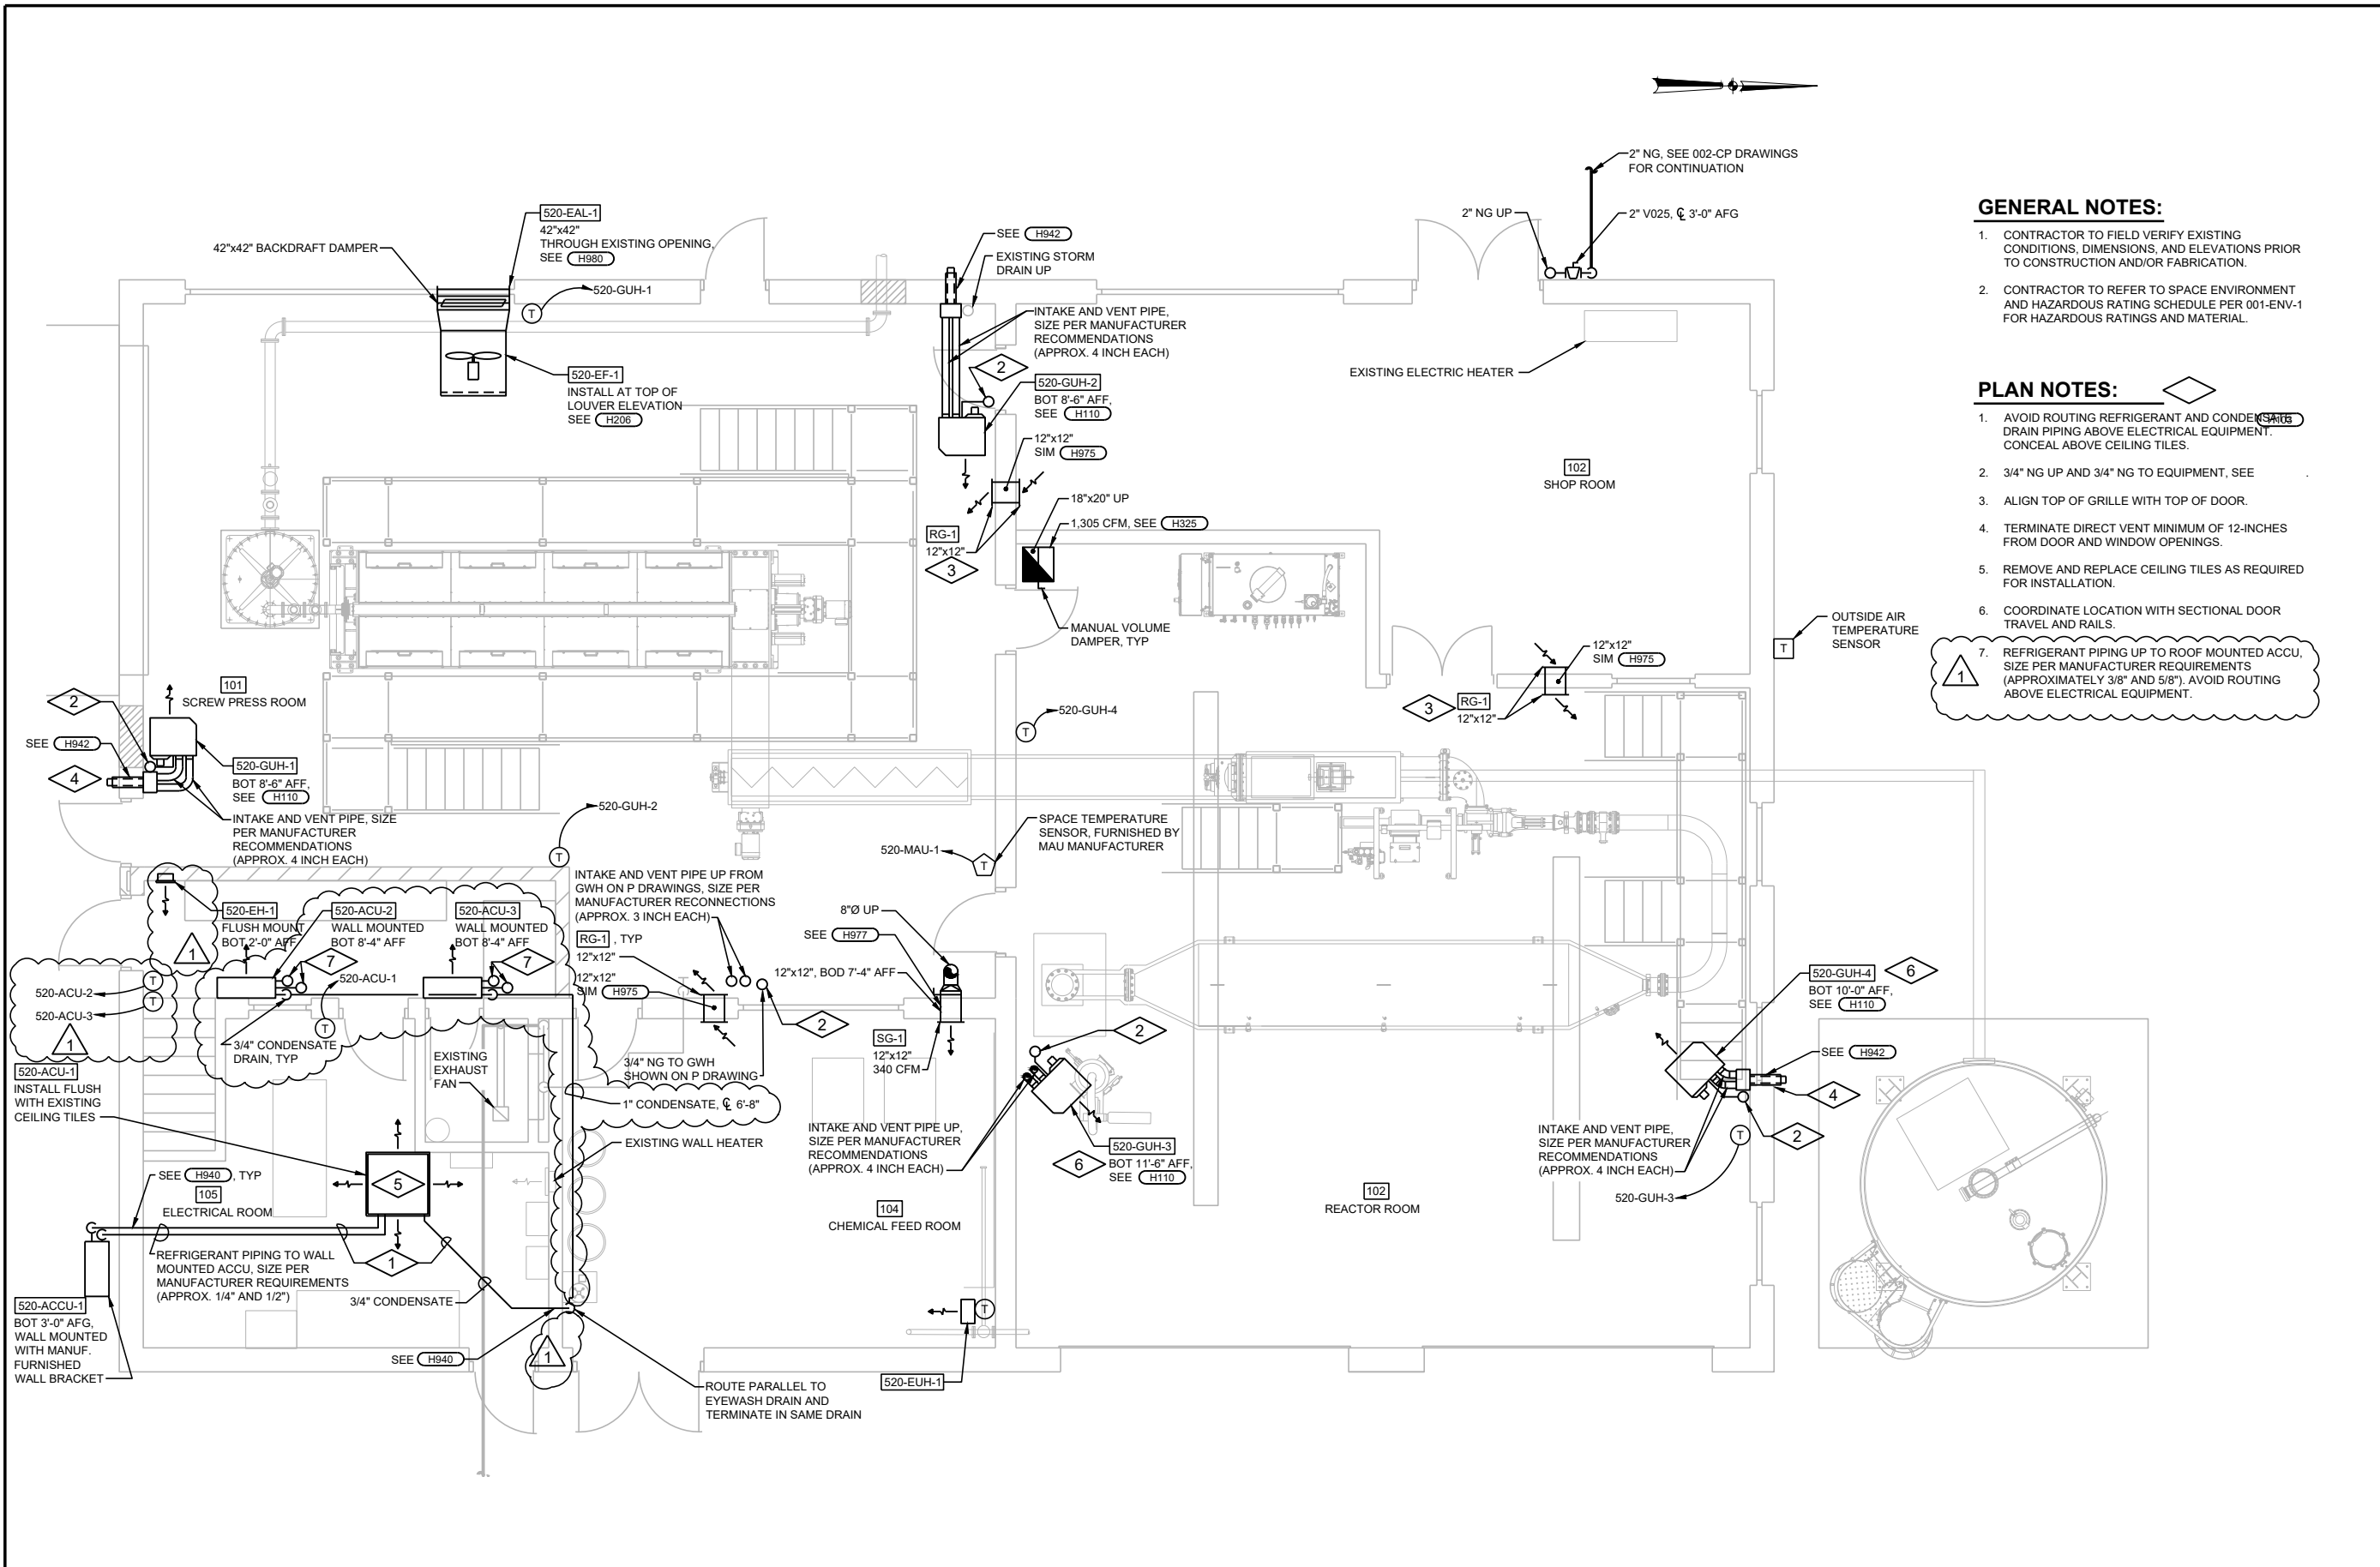 2" NG, SEE 002-CP DRAWINGS
FOR CONTINUATION
2" NG UP
2" V025, ℄ 3'-0" AFG
520-EAL-1
42"x42"
THROUGH EXISTING OPENING,
SEE H980
42"x42" BACKDRAFT DAMPER
SEE H942
EXISTING STORM
DRAIN UP
T
520-GUH-1
INTAKE AND VENT PIPE,
SIZE PER MANUFACTURER
RECOMMENDATIONS
(APPROX. 4 INCH EACH)
2
520-EF-1
INSTALL AT TOP OF
LOUVER ELEVATION
SEE H206
520-GUH-2
BOT 8'-6" AFF,
SEE H110
EXISTING ELECTRIC HEATER
12"x12"
SIM H975
102
SHOP ROOM
18"x20" UP
1,305 CFM, SEE H325
RG-1
12"x12"
3
MANUAL VOLUME
DAMPER, TYP
OUTSIDE AIR
TEMPERATURE
SENSOR
T
12"x12"
SIM H975
3
RG-1
12"x12"
101
SCREW PRESS ROOM
2
SEE H942
4
520-GUH-1
BOT 8'-6" AFF,
SEE H110
INTAKE AND VENT PIPE, SIZE
PER MANUFACTURER
RECOMMENDATIONS
(APPROX. 4 INCH EACH)
520-GUH-4
T
520-GUH-2
T
SPACE TEMPERATURE
SENSOR, FURNISHED BY
MAU MANUFACTURER
520-MAU-1
T
INTAKE AND VENT PIPE UP FROM
GWH ON P DRAWINGS, SIZE PER
MANUFACTURER RECONNECTIONS
(APPROX. 3 INCH EACH)
520-EH-1
FLUSH MOUNT
BOT 2'-0" AFF
1
520-ACU-2
WALL MOUNTED
BOT 8'-4" AFF
7
520-ACU-3
WALL MOUNTED
BOT 8'-4" AFF
7
RG-1 , TYP
12"x12"
12"x12"
SIM H975
8"Ø UP
SEE H977
12"x12", BOD 7'-4" AFF
520-ACU-1
T
520-ACU-2
T
520-ACU-3
T
1
3/4" CONDENSATE
DRAIN, TYP
EXISTING
EXHAUST
FAN
3/4" NG TO GWH
SHOWN ON P DRAWING
2
SG-1
12"x12"
340 CFM
2
520-GUH-4
6
BOT 10'-0" AFF,
SEE H110
SEE H942
4
2
520-ACU-1
INSTALL FLUSH
WITH EXISTING
CEILING TILES
1" CONDENSATE, ℄ 6'-8"
EXISTING WALL HEATER
INTAKE AND VENT PIPE UP,
SIZE PER MANUFACTURER
RECOMMENDATIONS
(APPROX. 4 INCH EACH)
520-GUH-3
6
BOT 11'-6" AFF,
SEE H110
INTAKE AND VENT PIPE,
SIZE PER MANUFACTURER
RECOMMENDATIONS
(APPROX. 4 INCH EACH)
T
520-GUH-3
SEE H940 , TYP
105
ELECTRICAL ROOM
5
104
CHEMICAL FEED ROOM
102
REACTOR ROOM
REFRIGERANT PIPING TO WALL
MOUNTED ACCU, SIZE PER
MANUFACTURER REQUIREMENTS
(APPROX. 1/4" AND 1/2")
1
3/4" CONDENSATE
520-ACCU-1
BOT 3'-0" AFG,
WALL MOUNTED
WITH MANUF.
FURNISHED
WALL BRACKET
SEE H940
1
T
520-EUH-1
ROUTE PARALLEL TO
EYEWASH DRAIN AND
TERMINATE IN SAME DRAIN
GENERAL NOTES:
1. CONTRACTOR TO FIELD VERIFY EXISTING
CONDITIONS, DIMENSIONS, AND ELEVATIONS PRIOR
TO CONSTRUCTION AND/OR FABRICATION.
2. CONTRACTOR TO REFER TO SPACE ENVIRONMENT
AND HAZARDOUS RATING SCHEDULE PER 001-ENV-1
FOR HAZARDOUS RATINGS AND MATERIAL.
PLAN NOTES:
1. AVOID ROUTING REFRIGERANT AND CONDENSATE
DRAIN PIPING ABOVE ELECTRICAL EQUIPMENT.
CONCEAL ABOVE CEILING TILES.
2. 3/4" NG UP AND 3/4" NG TO EQUIPMENT, SEE .
3. ALIGN TOP OF GRILLE WITH TOP OF DOOR.
4. TERMINATE DIRECT VENT MINIMUM OF 12-INCHES
FROM DOOR AND WINDOW OPENINGS.
5. REMOVE AND REPLACE CEILING TILES AS REQUIRED
FOR INSTALLATION.
6. COORDINATE LOCATION WITH SECTIONAL DOOR
TRAVEL AND RAILS.
7. REFRIGERANT PIPING UP TO ROOF MOUNTED ACCU,
SIZE PER MANUFACTURER REQUIREMENTS
(APPROXIMATELY 3/8" AND 5/8"). AVOID ROUTING
ABOVE ELECTRICAL EQUIPMENT.
1